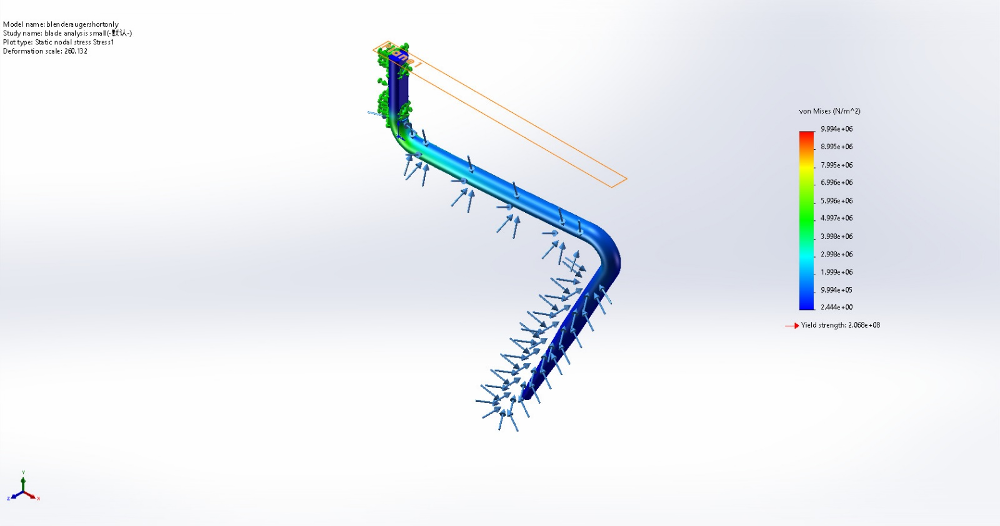 Model name: blenderaugershortonly
Study name: blade analysis small(-默认-)
Plot type: Static nodal stress Stress1
Deformation scale: 260.132
Plane1
von Mises (N/m^2)
9.994e+06
8.995e+06
7.995e+06
6.996e+06
5.996e+06
4.997e+06
3.998e+06
2.998e+06
1.999e+06
9.994e+05
2.444e+00
Yield strength: 2.068e+08
Y
Z
X